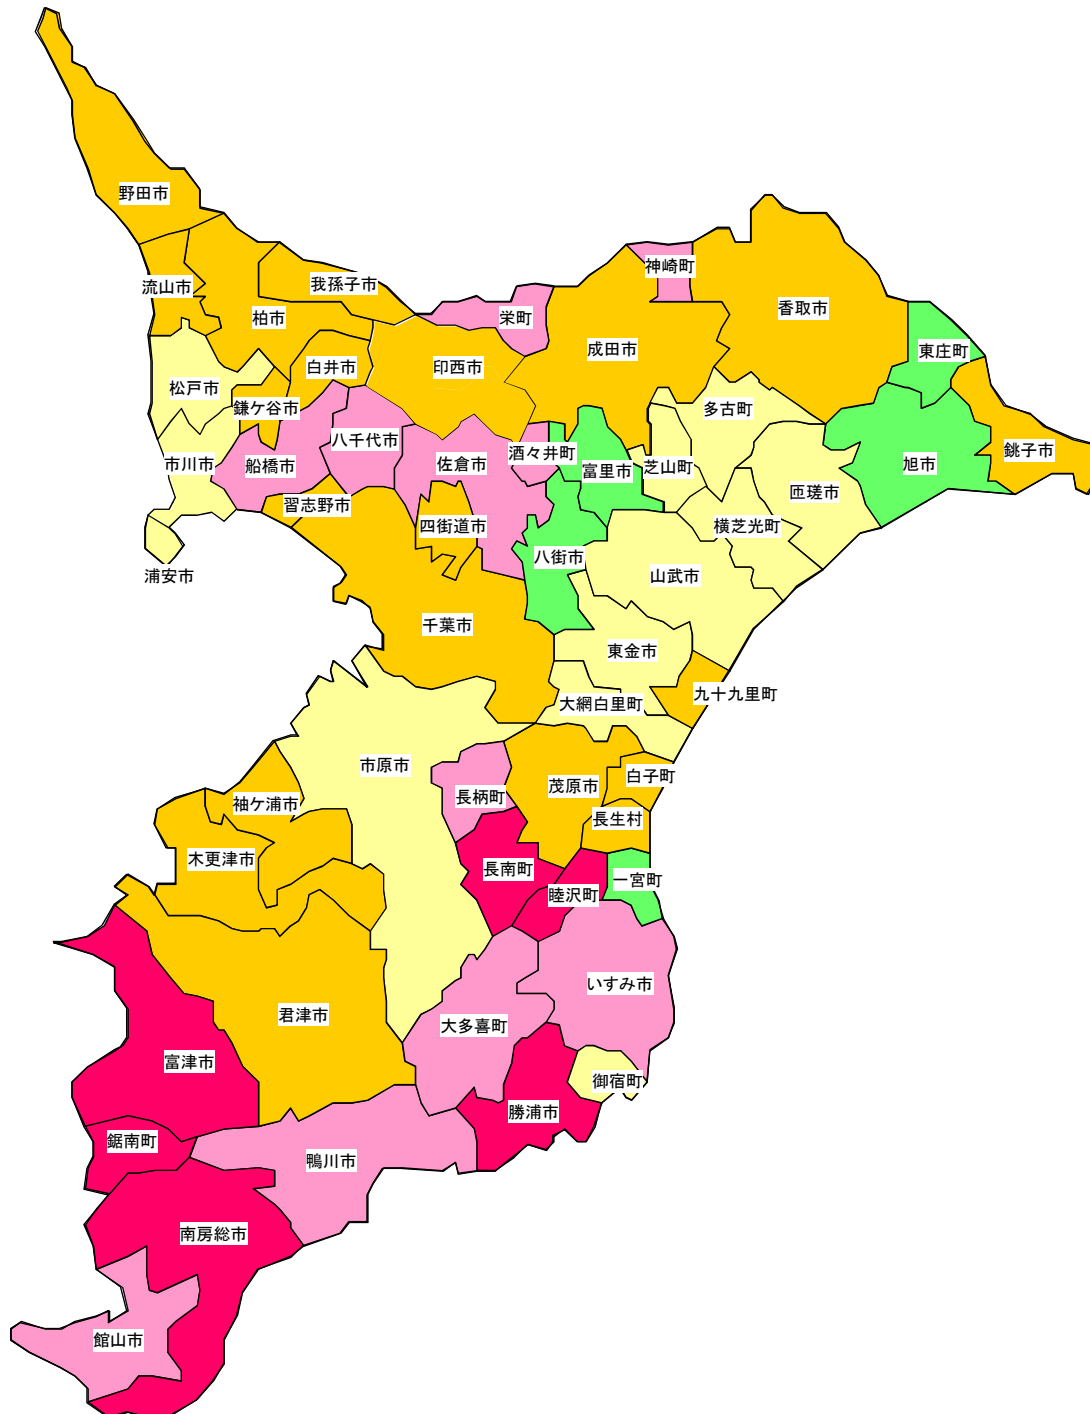 野田市
流山市
柏市
我孫子市
神崎町
香取市
栄町
成田市
東庄町
松戸市
白井市
印西市
鎌ケ谷市
多古町
市川市
船橋市
八千代市
佐倉市
酒々井町
富里市
芝山町
旭市
銚子市
匝瑳市
習志野市
四街道市
横芝光町
浦安市
八街市
山武市
千葉市
東金市
大網白里町
九十九里町
市原市
袖ケ浦市
長柄町
茂原市
白子町
長生村
木更津市
長南町
睦沢町
一宮町
いすみ市
君津市
大多喜町
富津市
御宿町
勝浦市
鋸南町
鴨川市
南房総市
館山市